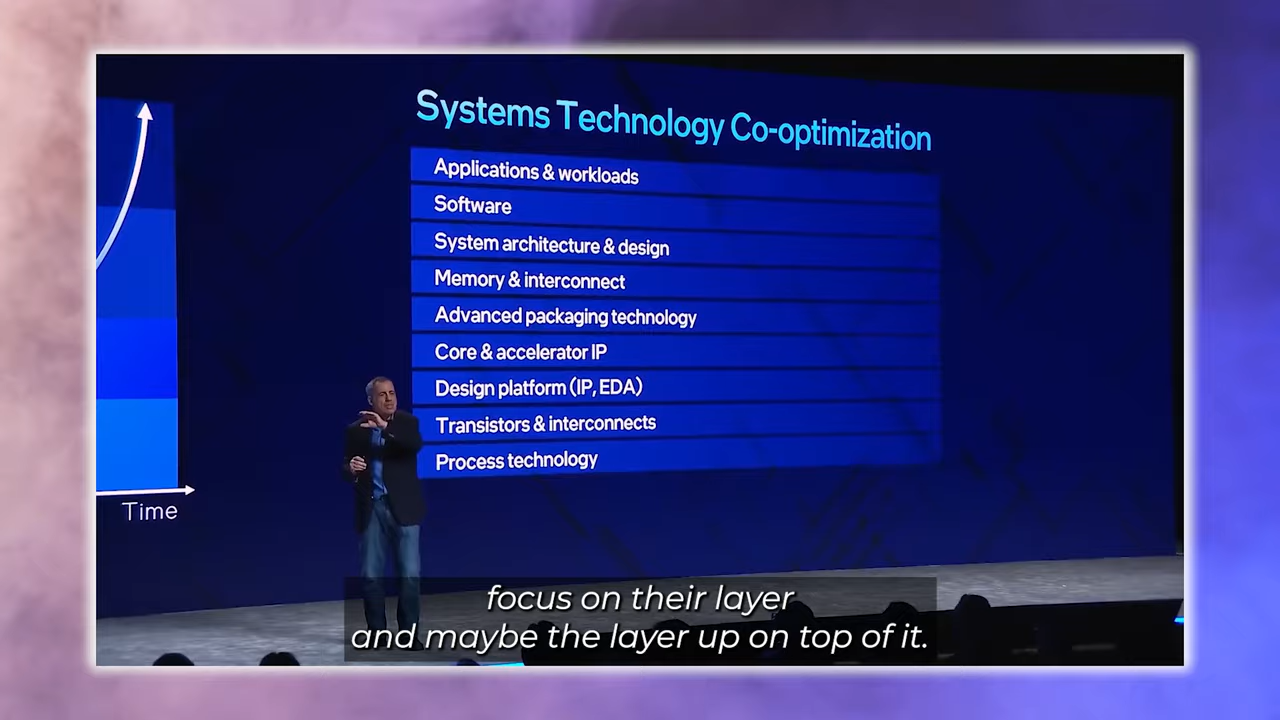 Systems Technology Co-optimization
Applications & workloads
Software
System architecture & design
Memory & interconnect
Advanced packaging technology
Core & accelerator IP
Design platform (IP, EDA)
Transistors & interconnects
Process technology
Time
focus on their layer
and maybe the layer up on top of it.